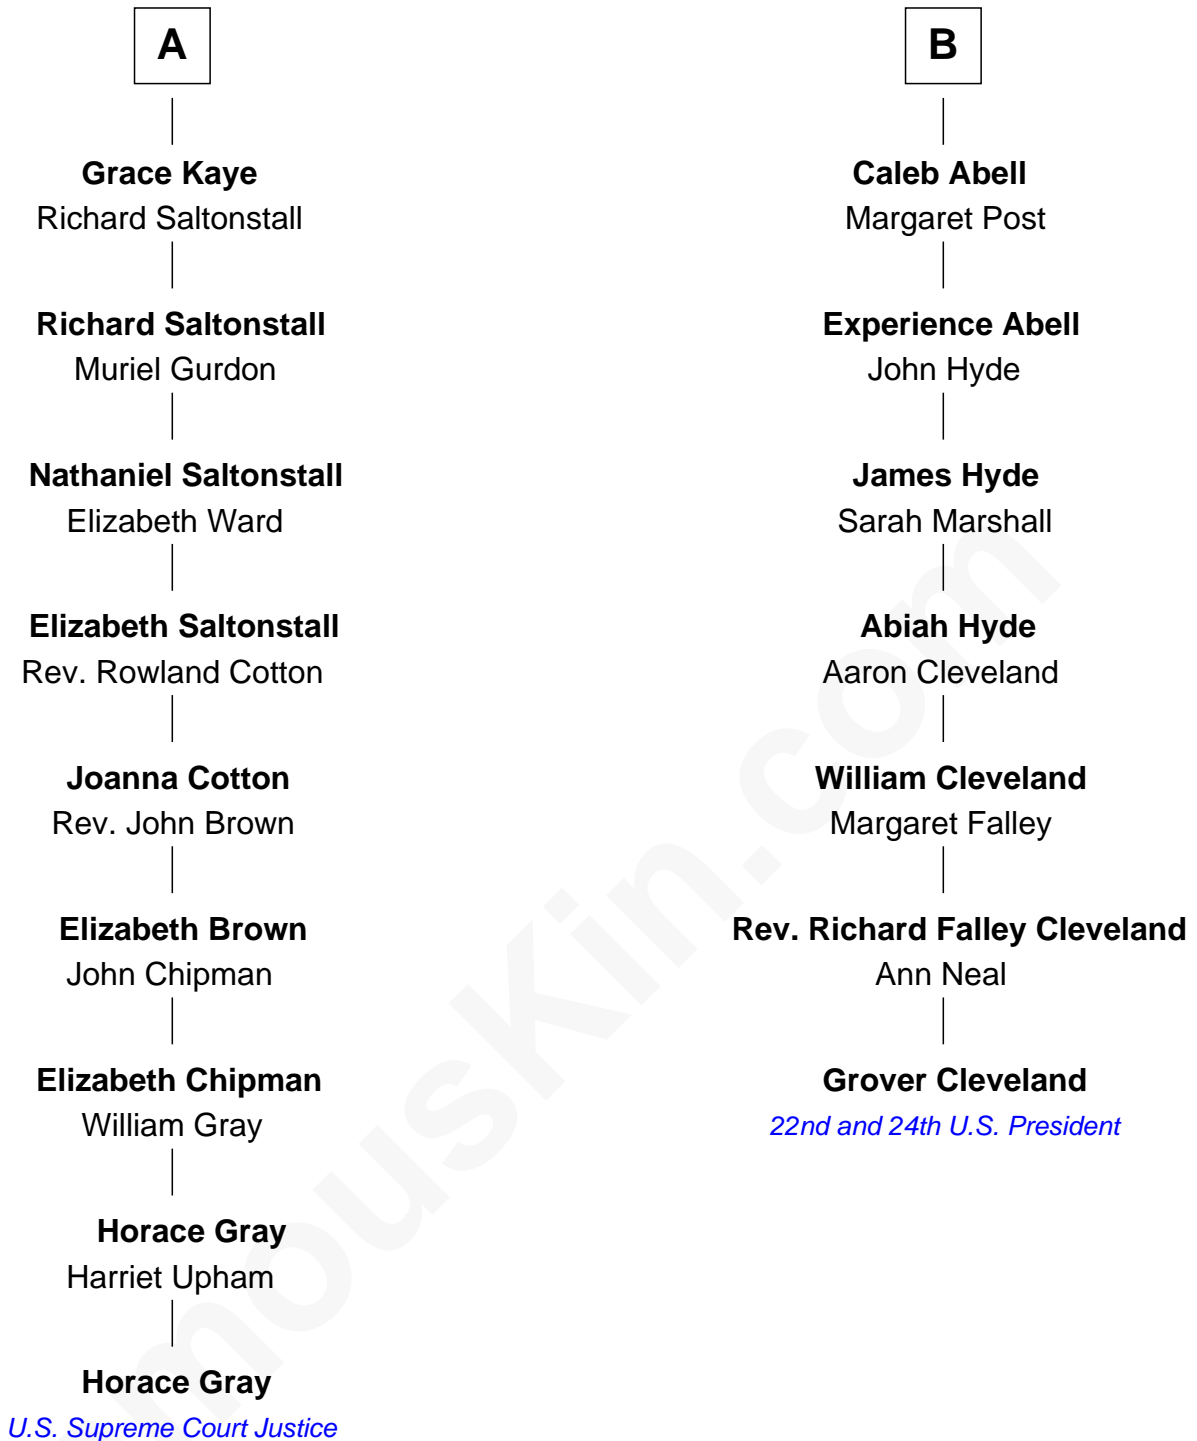 A
Grace Kaye
Richard Saltonstall
Richard Saltonstall
Muriel Gurdon
Nathaniel Saltonstall
Elizabeth Ward
Elizabeth Saltonstall
Rev. Rowland Cotton
Joanna Cotton
Rev. John Brown
Elizabeth Brown
John Chipman
Elizabeth Chipman
William Gray
Horace Gray
Harriet Upham
Horace Gray
U.S. Supreme Court Justice
B
Caleb Abell
Margaret Post
Experience Abell
John Hyde
James Hyde
Sarah Marshall
Abiah Hyde
Aaron Cleveland
William Cleveland
Margaret Falley
Rev. Richard Falley Cleveland
Ann Neal
Grover Cleveland
22nd and 24th U.S. President
mousKin.com